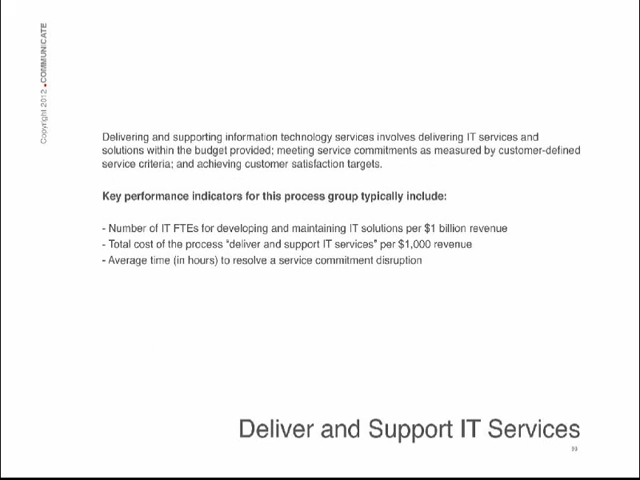 Copyright 2012 .COMMUNICATE
Delivering and supporting information technology services involves delivering IT services and
solutions within the budget provided; meeting service commitments as measured by customer-defined
service criteria; and achieving customer satisfaction targets.
Key performance indicators for this process group typically include:
- Number of IT FTEs for developing and maintaining IT solutions per $1 billion revenue
- Total cost of the process “deliver and support IT services” per $1,000 revenue
- Average time (in hours) to resolve a service commitment disruption
Deliver and Support IT Services